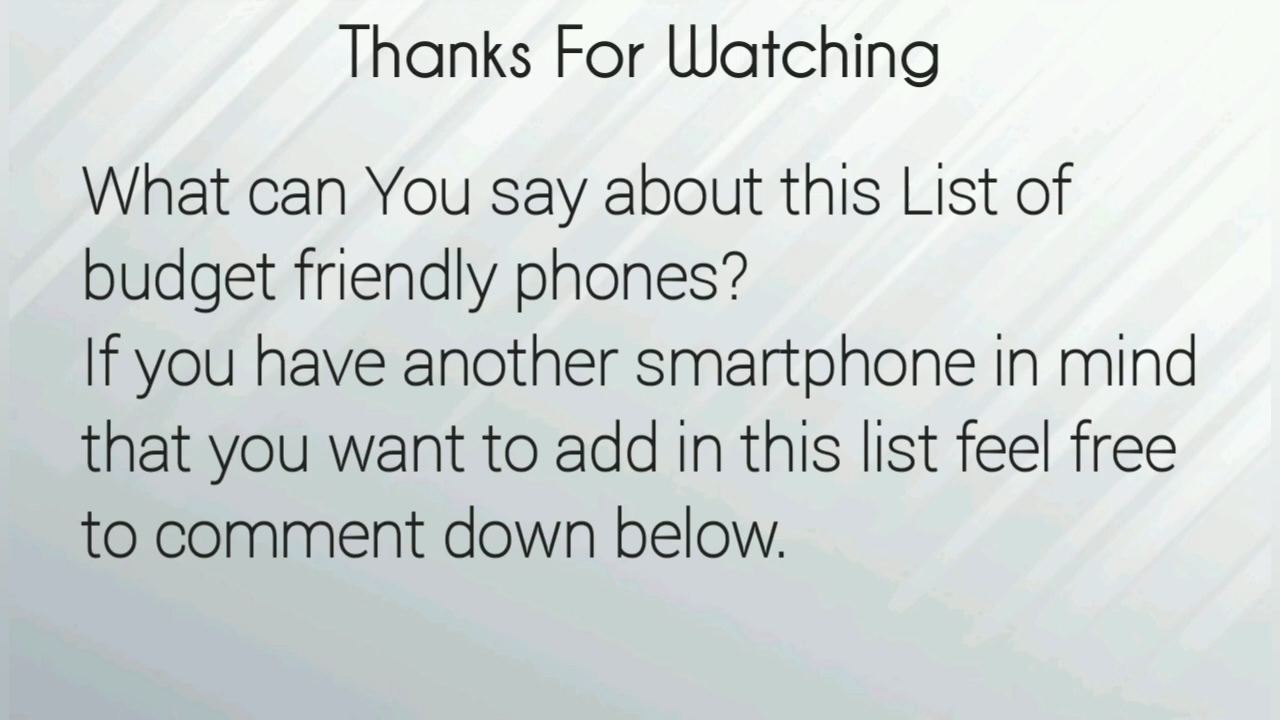 Thanks For Watching
What can You say about this List of
budget friendly phones?
If you have another smartphone in mind
that you want to add in this list feel free
to comment down below.